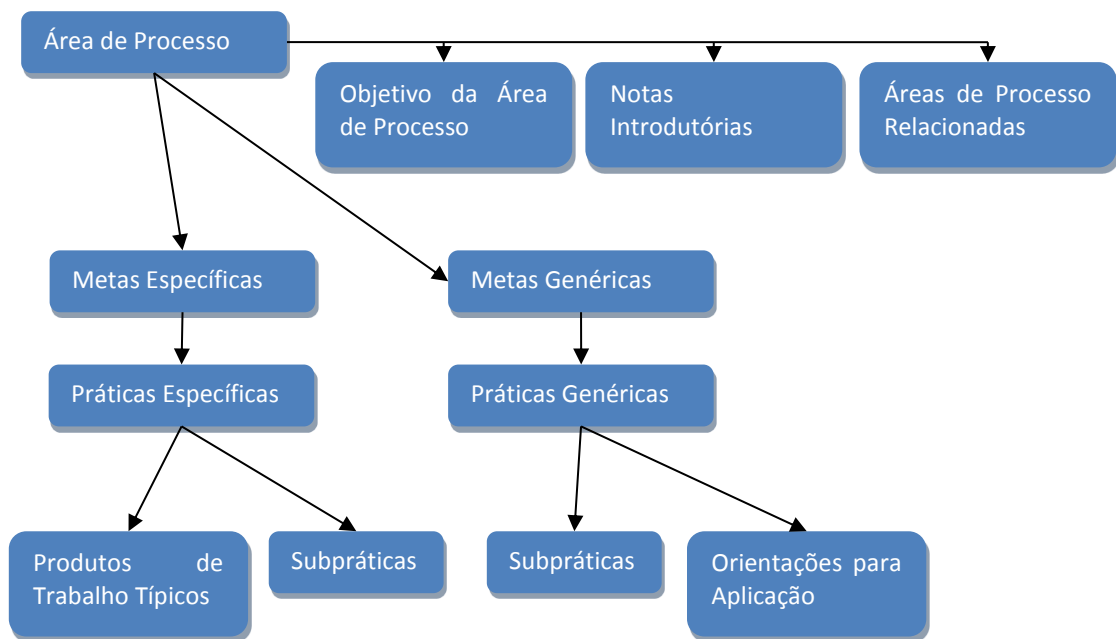 Área de Processo
Objetivo da Área
de Processo
Notas
Introdutórias
Áreas de Processo
Relacionadas
Metas Específicas
Metas Genéricas
Práticas Específicas
Práticas Genéricas
Produtos de
Trabalho Típicos
Subpráticas
Subpráticas
Orientações para
Aplicação